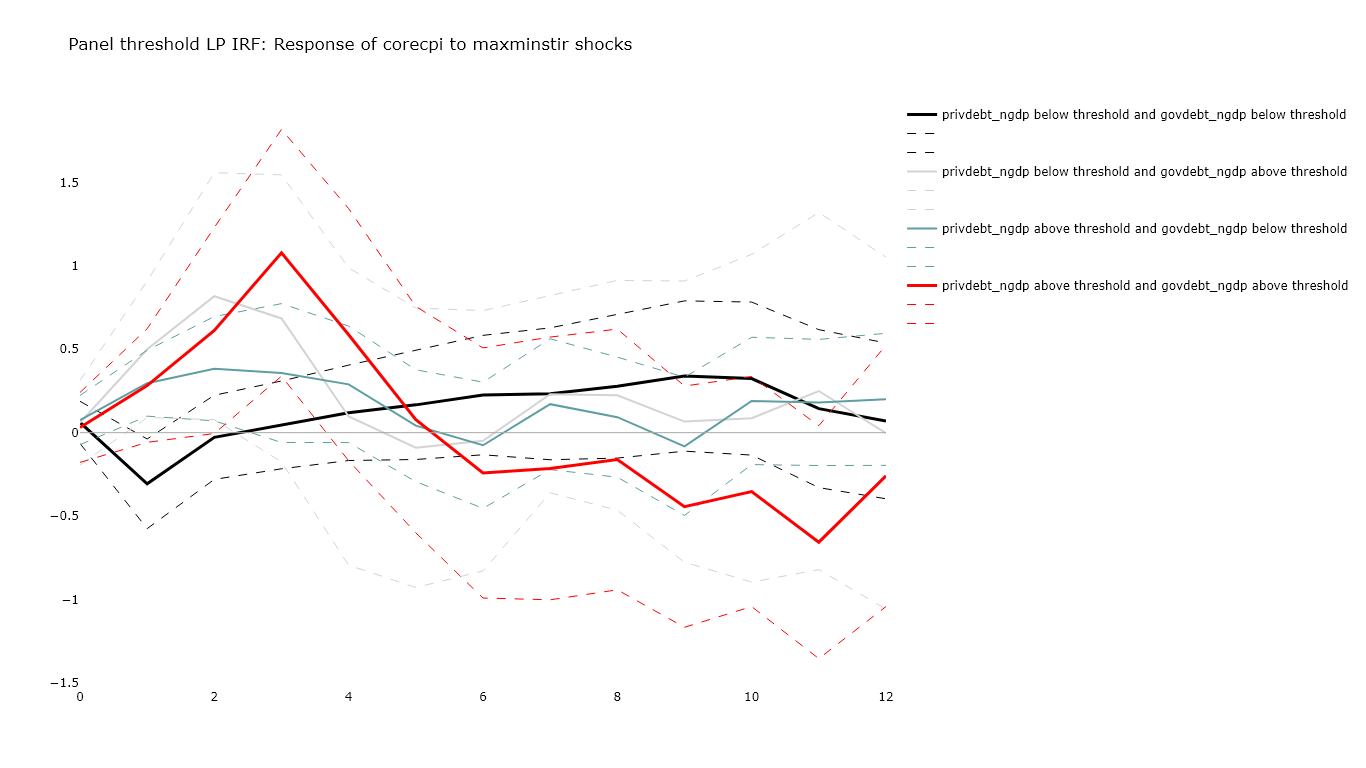 Panel threshold LP IRF: Response of corecpi to maxminstir shocks
privdebt_ngdp below threshold and govdebt_ngdp below threshold
privdebt_ngdp below threshold and govdebt_ngdp above threshold
privdebt_ngdp above threshold and govdebt_ngdp below threshold
privdebt_ngdp above threshold and govdebt_ngdp above threshold
1.5
1
0.5
0
−0.5
−1
−1.5
0 2 4 6 8 10 12